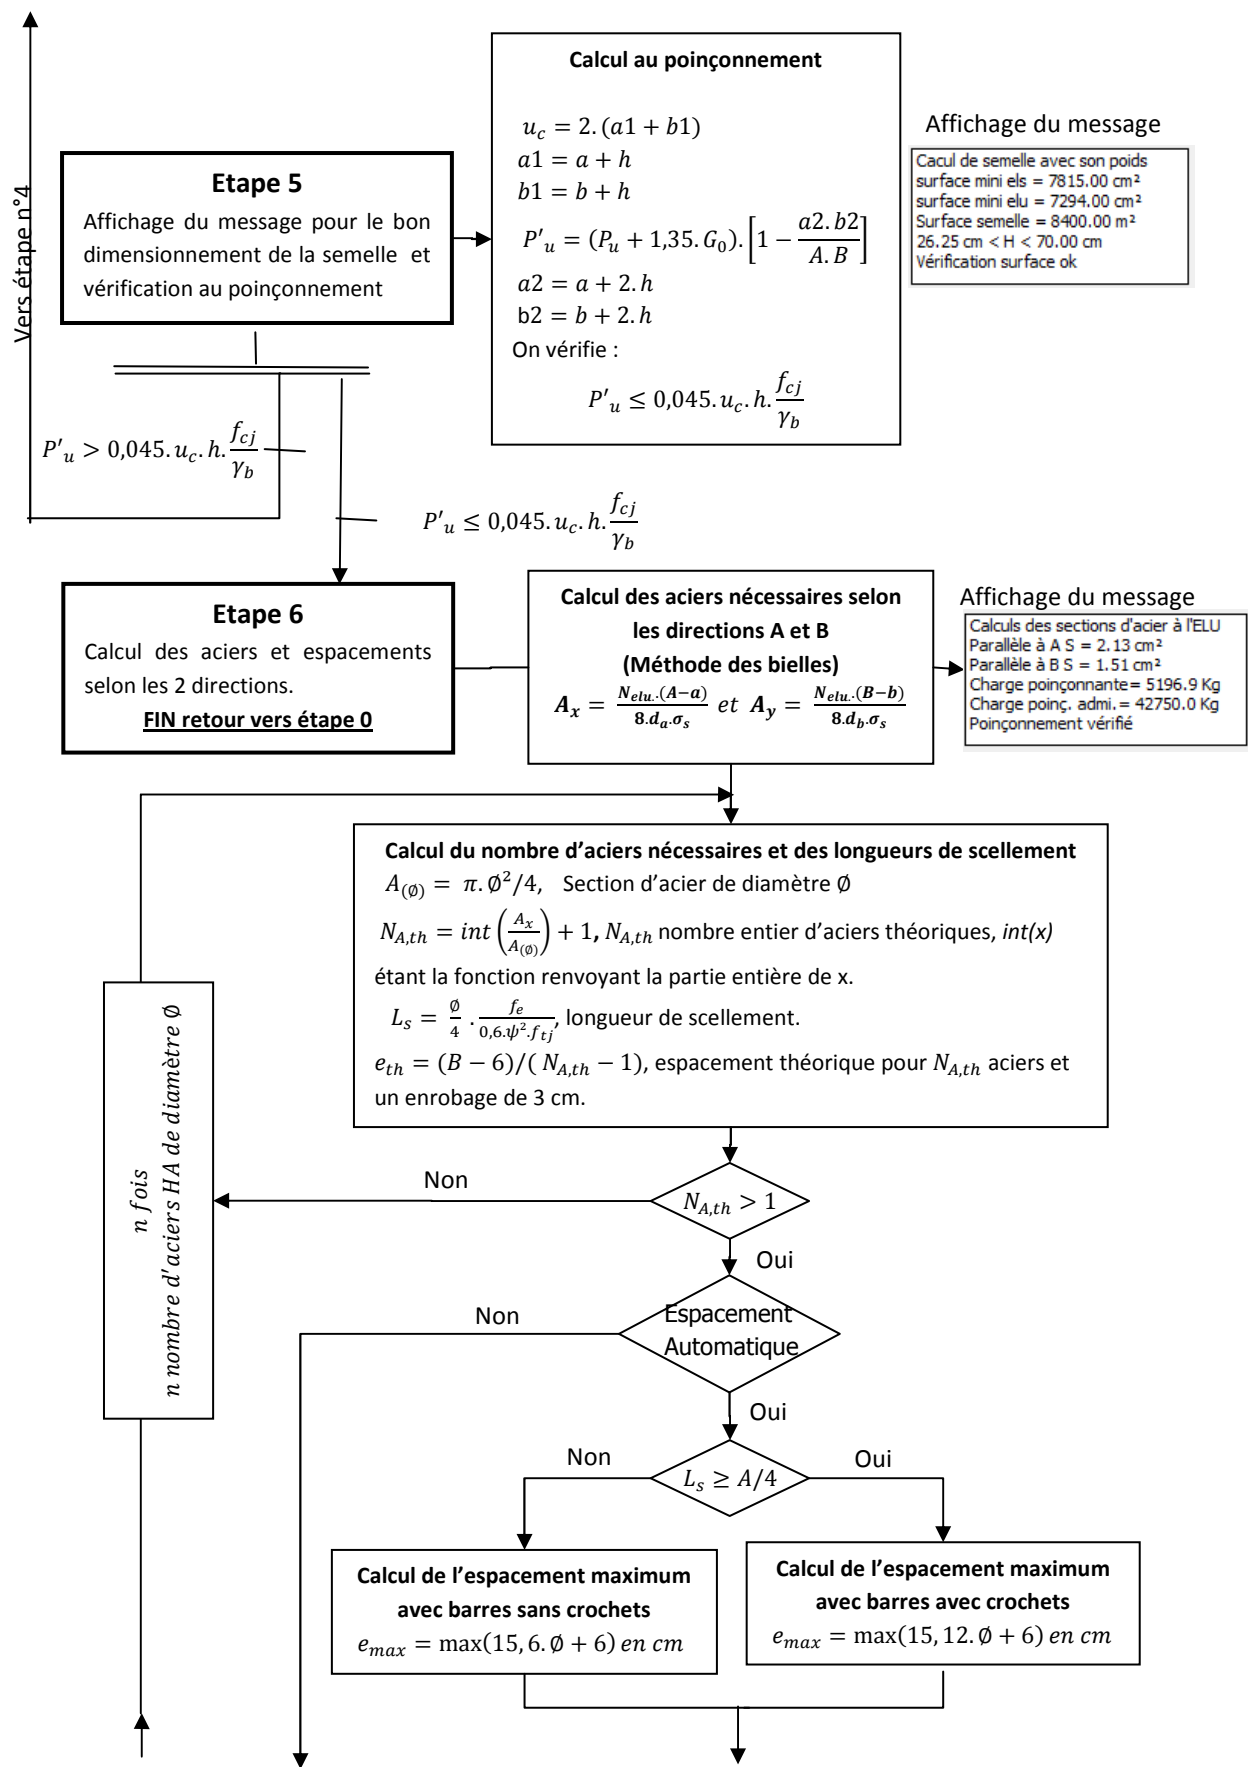 Vers étape n°4
Etape 5
Affichage du message pour le bon
dimensionnement de la semelle et
vérification au poinçonnement
Calcul au poinçonnement
u_c = 2.(a1 + b1)
a1 = a + h
b1 = b + h
P'_u = (P_u + 1,35. G_0). [1 − a2.b2 / A.B]
a2 = a + 2. h
b2 = b + 2. h
On vérifie :
P'_u ≤ 0,045. u_c. h. f_cj / γ_b
Affichage du message
Cacul de semelle avec son poids
surface mini els = 7815.00 cm²
surface mini elu = 7294.00 cm²
Surface semelle = 8400.00 m²
26.25 cm < H < 70.00 cm
Vérification surface ok
P'_u > 0,045. u_c. h. f_cj / γ_b
P'_u ≤ 0,045. u_c. h. f_cj / γ_b
Etape 6
Calcul des aciers et espacements
selon les 2 directions.
FIN retour vers étape 0
Calcul des aciers nécessaires selon
les directions A et B
(Méthode des bielles)
A_x = N_elu.(A−a) / 8.d_a.σ_s et A_y = N_elu.(B−b) / 8.d_b.σ_s
Affichage du message
Calculs des sections d'acier à l'ELU
Parallèle à A S = 2.13 cm²
Parallèle à B S = 1.51 cm²
Charge poinçonnante= 5196.9 Kg
Charge poinç. admi.= 42750.0 Kg
Poinçonnement vérifié
Calcul du nombre d'aciers nécessaires et des longueurs de scellement
A_(∅) = π. ∅²/4, Section d'acier de diamètre ∅
N_A,th = int (A_x / A_(∅)) + 1, N_A,th nombre entier d'aciers théoriques, int(x)
étant la fonction renvoyant la partie entière de x.
L_s = ∅/4 . f_e / 0,6.ψ².f_tj, longueur de scellement.
e_th = (B − 6)/( N_A,th − 1), espacement théorique pour N_A,th aciers et
un enrobage de 3 cm.
n fois
n nombre d'aciers HA de diamètre ∅
Non
N_A,th > 1
Oui
Non
Espacement
Automatique
Oui
Non
L_s ≥ A/4
Oui
Calcul de l'espacement maximum
avec barres sans crochets
e_max = max(15, 6. ∅ + 6) en cm
Calcul de l'espacement maximum
avec barres avec crochets
e_max = max(15, 12. ∅ + 6) en cm